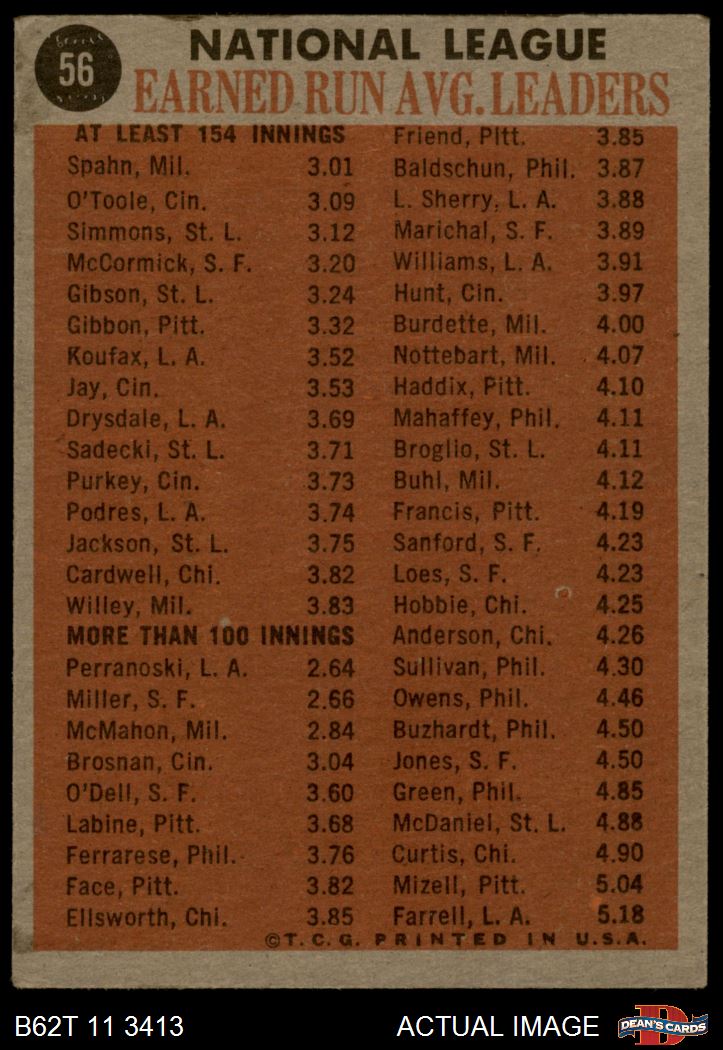 56
NATIONAL LEAGUE
EARNED RUN AVG. LEADERS
AT LEAST 154 INNINGS
Spahn, Mil. 3.01
O'Toole, Cin. 3.09
Simmons, St. L. 3.12
McCormick, S. F. 3.20
Gibson, St. L. 3.24
Gibbon, Pitt. 3.32
Koufax, L. A. 3.52
Jay, Cin. 3.53
Drysdale, L. A. 3.69
Sadecki, St. L. 3.71
Purkey, Cin. 3.73
Podres, L. A. 3.74
Jackson, St. L. 3.75
Cardwell, Chi. 3.82
Willey, Mil. 3.83
MORE THAN 100 INNINGS
Perranoski, L. A. 2.64
Miller, S. F. 2.66
McMahon, Mil. 2.84
Brosnan, Cin. 3.04
O'Dell, S. F. 3.60
Labine, Pitt. 3.68
Ferrarese, Phil. 3.76
Face, Pitt. 3.82
Ellsworth, Chi. 3.85
Friend, Pitt. 3.85
Baldschun, Phil. 3.87
L. Sherry, L. A. 3.88
Marichal, S. F. 3.89
Williams, L. A. 3.91
Hunt, Cin. 3.97
Burdette, Mil. 4.00
Nottebart, Mil. 4.07
Haddix, Pitt. 4.10
Mahaffey, Phil. 4.11
Broglio, St. L. 4.11
Buhl, Mil. 4.12
Francis, Pitt. 4.19
Sanford, S. F. 4.23
Loes, S. F. 4.23
Hobbie, Chi. 4.25
Anderson, Chi. 4.26
Sullivan, Phil. 4.30
Owens, Phil. 4.46
Buzhardt, Phil. 4.50
Jones, S. F. 4.50
Green, Phil. 4.85
McDaniel, St. L. 4.88
Curtis, Chi. 4.90
Mizell, Pitt. 5.04
Farrell, L. A. 5.18
©T. C. G. PRINTED IN U.S.A.
B62T 11 3413
ACTUAL IMAGE
D
DEAN'S CARDS